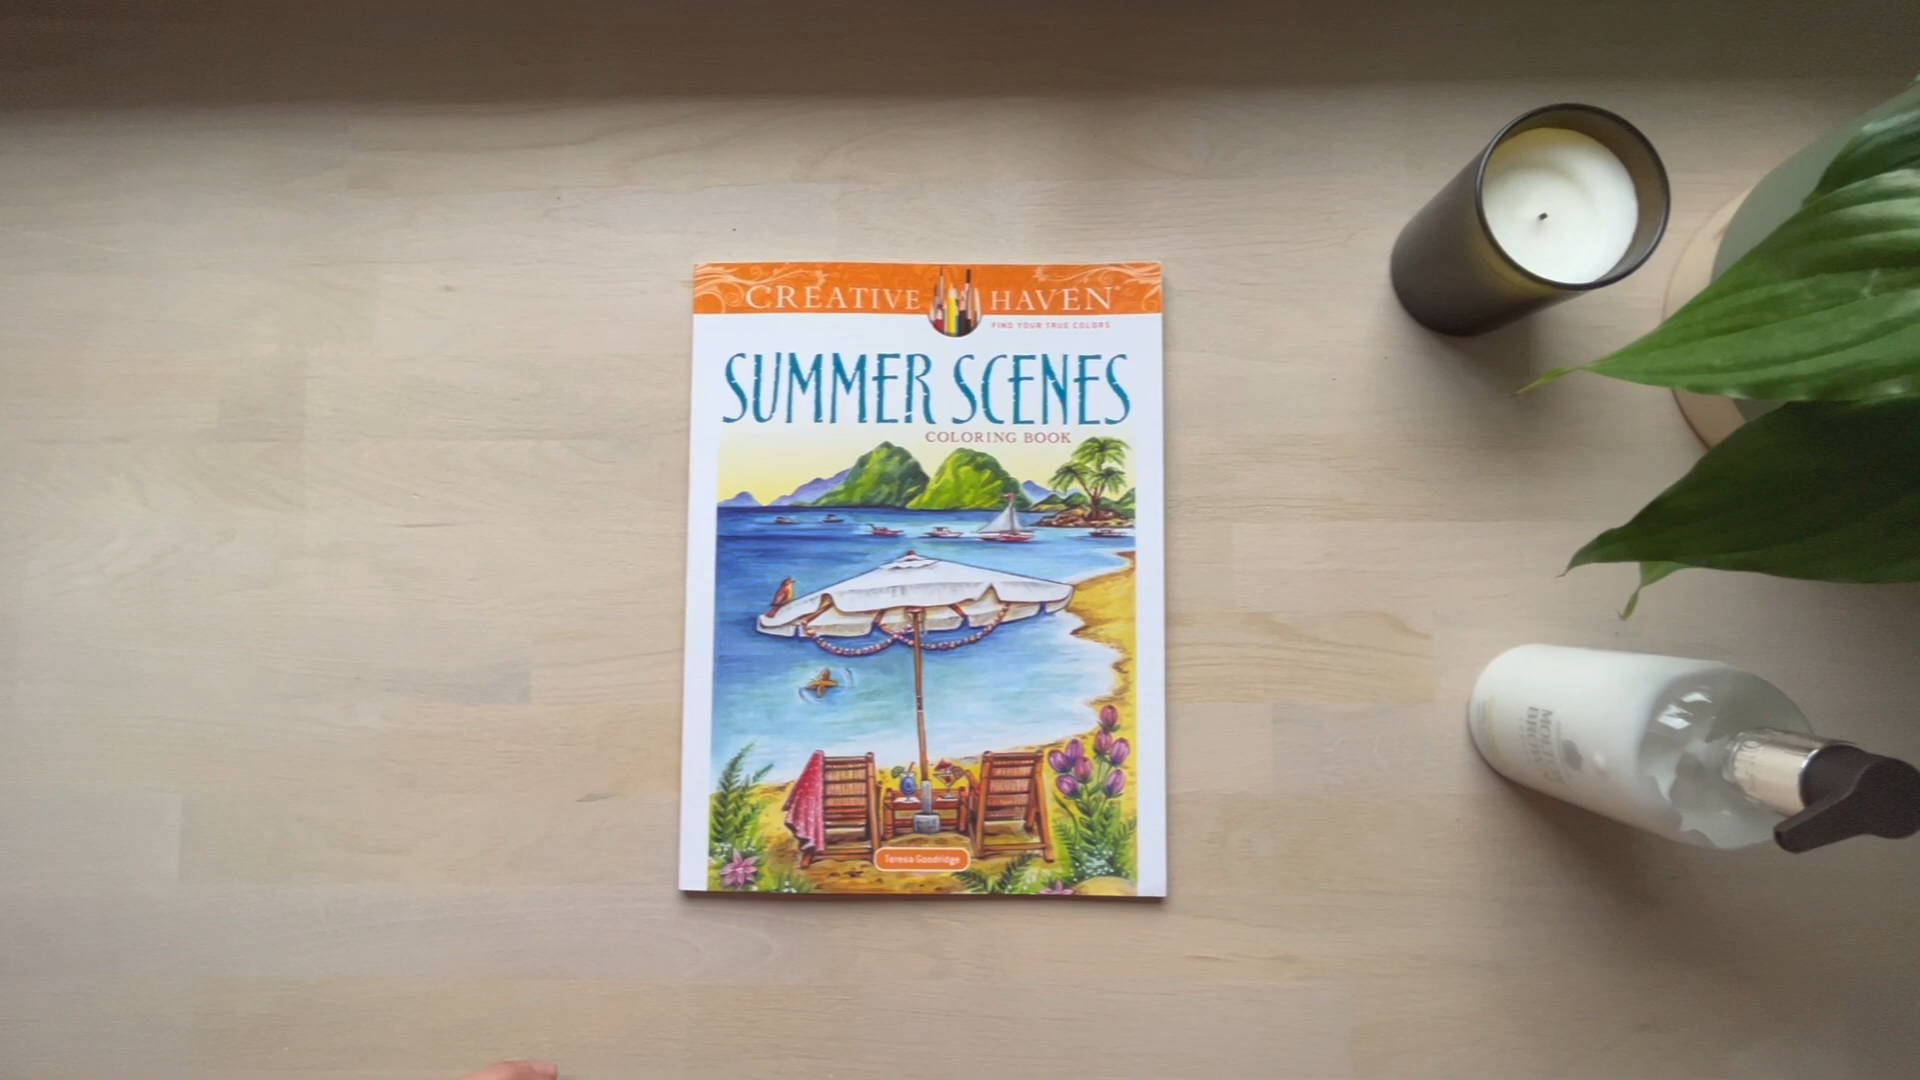 CREATIVE HAVEN®
FIND YOUR TRUE COLORS
SUMMER SCENES
COLORING BOOK
Teresa Goodridge